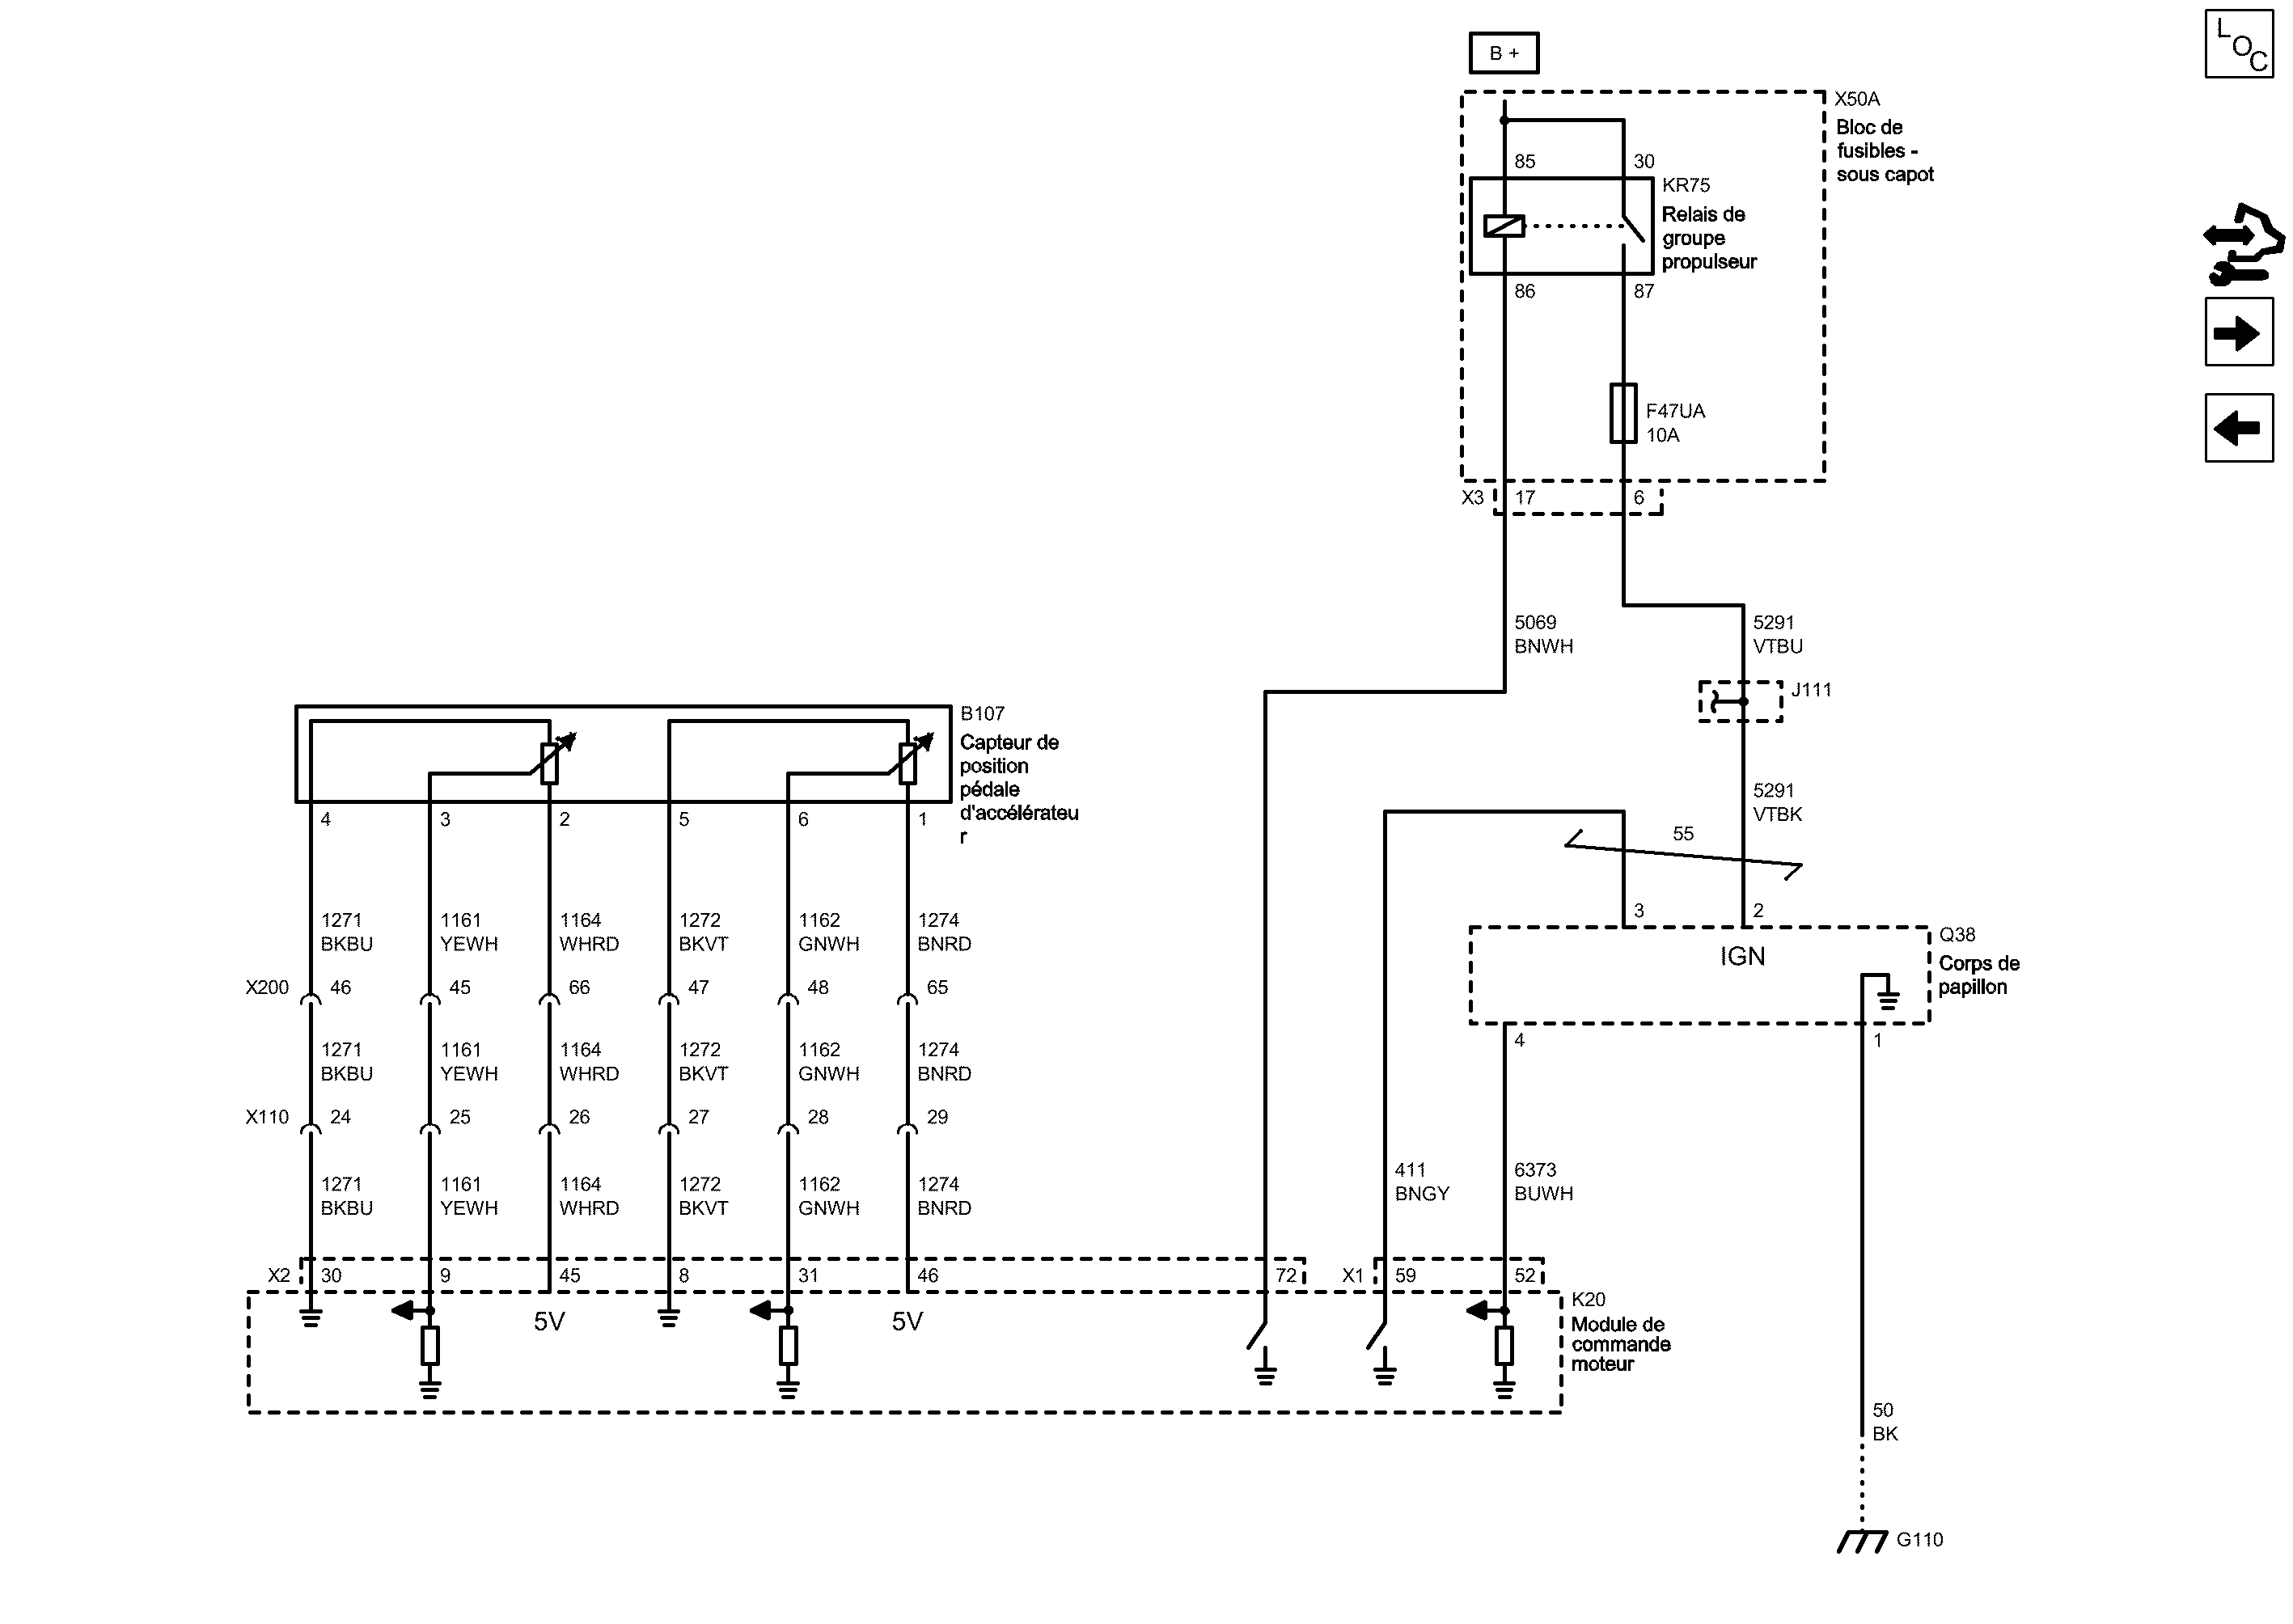 LOC
B +
X50A
Bloc de
fusibles -
sous capot
85
30
KR75
Relais de
groupe
propulseur
86
87
F47UA
10A
X3
17
6
5069
BNWH
5291
VTBU
J111
B107
Capteur de
position
pédale
d'accélérateu
r
4
3
2
5
6
1
5291
VTBK
55
3
2
Q38
Corps de
papillon
IGN
4
1
1271
BKBU
1161
YEWH
1164
WHRD
1272
BKVT
1162
GNWH
1274
BNRD
X200
46
45
66
47
48
65
1271
BKBU
1161
YEWH
1164
WHRD
1272
BKVT
1162
GNWH
1274
BNRD
X110
24
25
26
27
28
29
1271
BKBU
1161
YEWH
1164
WHRD
1272
BKVT
1162
GNWH
1274
BNRD
411
BNGY
6373
BUWH
X2
30
9
45
8
31
46
72
X1
59
52
5V
5V
K20
Module de
commande
moteur
50
BK
G110